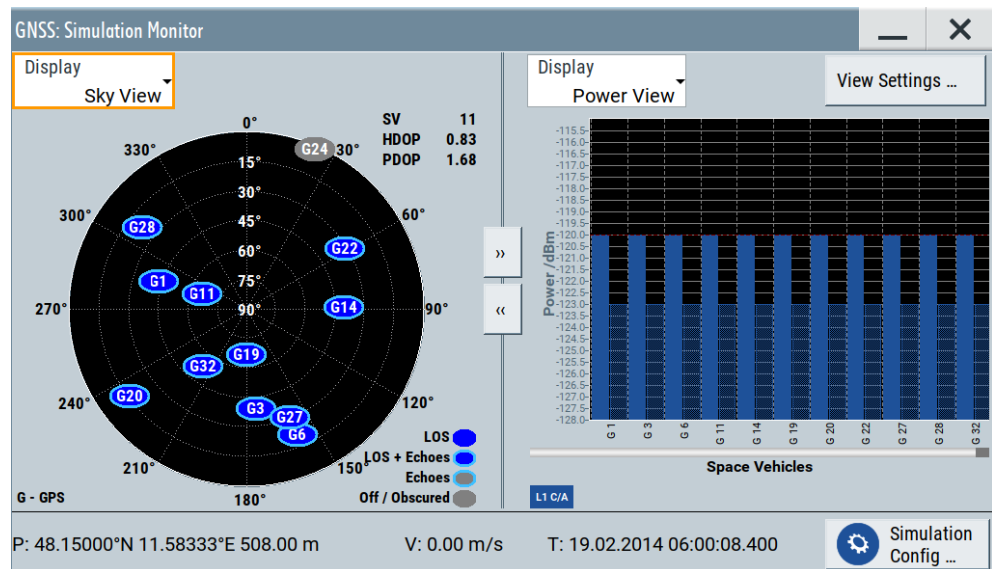 GNSS: Simulation Monitor
Display
Sky View
SV 11
HDOP 0.83
PDOP 1.68
0°
30°
60°
90°
120°
150°
180°
210°
240°
270°
300°
330°
15°
30°
45°
60°
75°
90°
G24
G28
G22
G1
G11
G14
G19
G32
G20
G3
G27
G6
LOS
LOS + Echoes
Echoes
Off / Obscured
G - GPS
››
‹‹
Display
Power View
View Settings ...
Power /dBm
-115.5
-116.0
-116.5
-117.0
-117.5
-118.0
-118.5
-119.0
-119.5
-120.0
-120.5
-121.0
-121.5
-122.0
-122.5
-123.0
-123.5
-124.0
-124.5
-125.0
-125.5
-126.0
-126.5
-127.0
-127.5
-128.0
G 1
G 3
G 6
G 11
G 14
G 19
G 20
G 22
G 27
G 28
G 32
Space Vehicles
L1 C/A
P: 48.15000°N 11.58333°E 508.00 m
V: 0.00 m/s
T: 19.02.2014 06:00:08.400
Simulation
Config ...